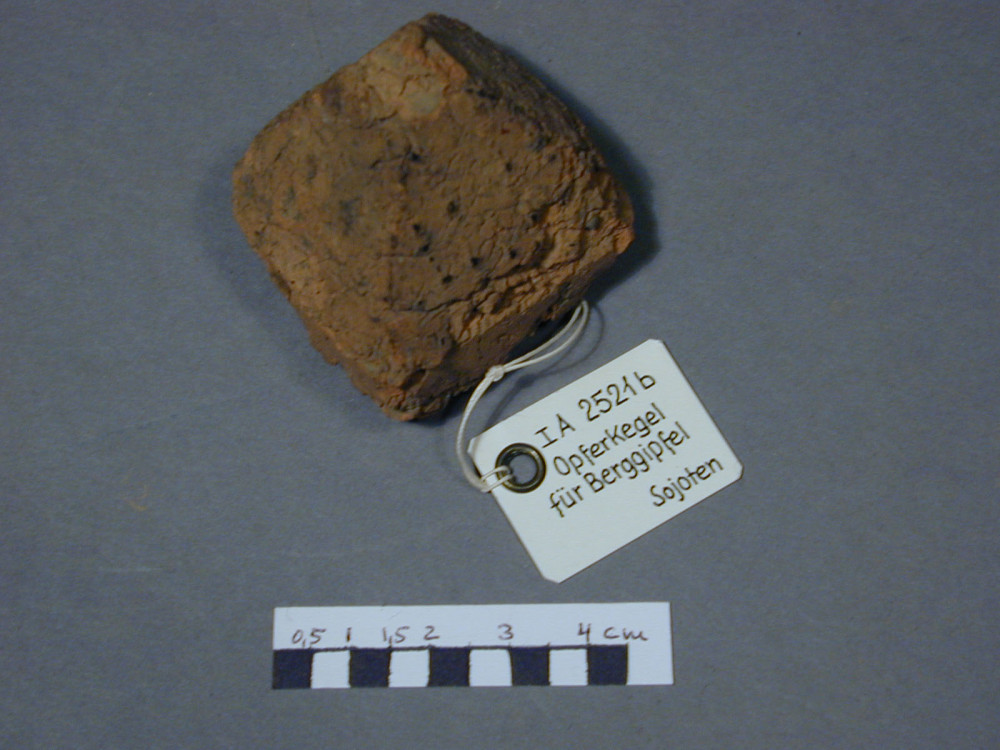 I A 2521 b
Opferkegel
für Berggipfel
Sojoten
0,5 1 1,5 2 3 4 cm